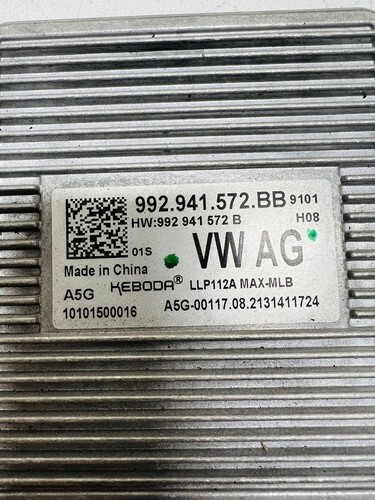 992.941.572.BB 9101
HW:992 941 572 B H08
01S VW AG
Made in China
A5G KEBODA® LLP112A MAX-MLB
10101500016 A5G-00117.08.2131411724